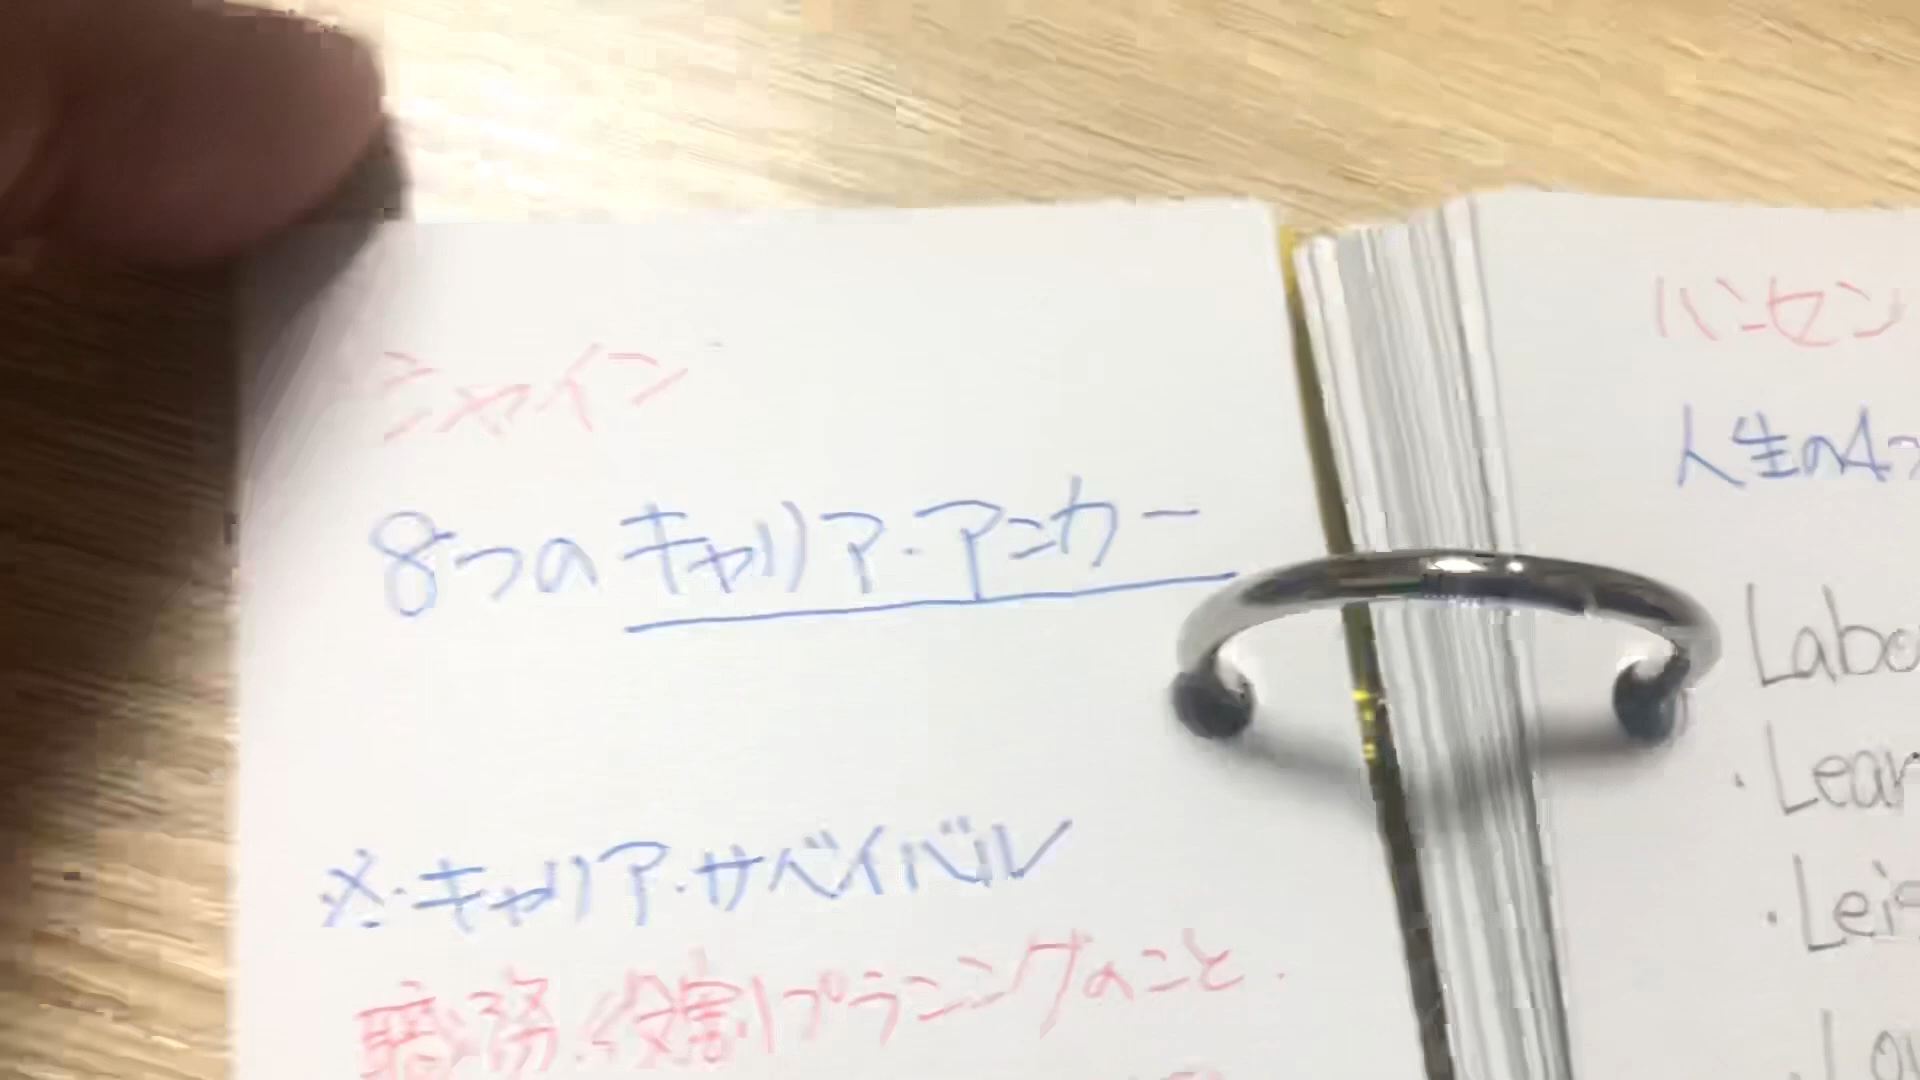 シャイン
8つのキャリア・アンカー
※・キャリア・サバイバル
職務・役割プランニングのこと.
ハンセン
人生の4つ
Labo
・Lear
・Leis